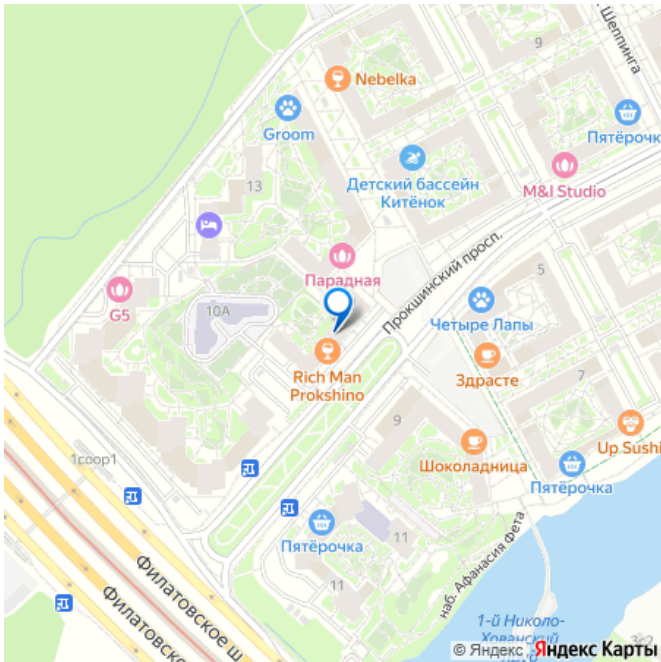 Шеппинга
9
Nebelka
Groom
Пятёрочк
Детский бассейн
Китёнок
M&I Studio
13
Прокшинский просп.
Парадная
5
G5
10А
Четыре Лапы
Rich Man
Prokshino
Здрасте
7
9
Шоколадница
Up Sushi
1соор1
Пятёрочка
Пятёрочка
11
11
наб. Афанасия Фета
Филатовское ш.
Филатовское
1-й Николо-
Хованский
3с2
© Яндекс Яндекс Карты